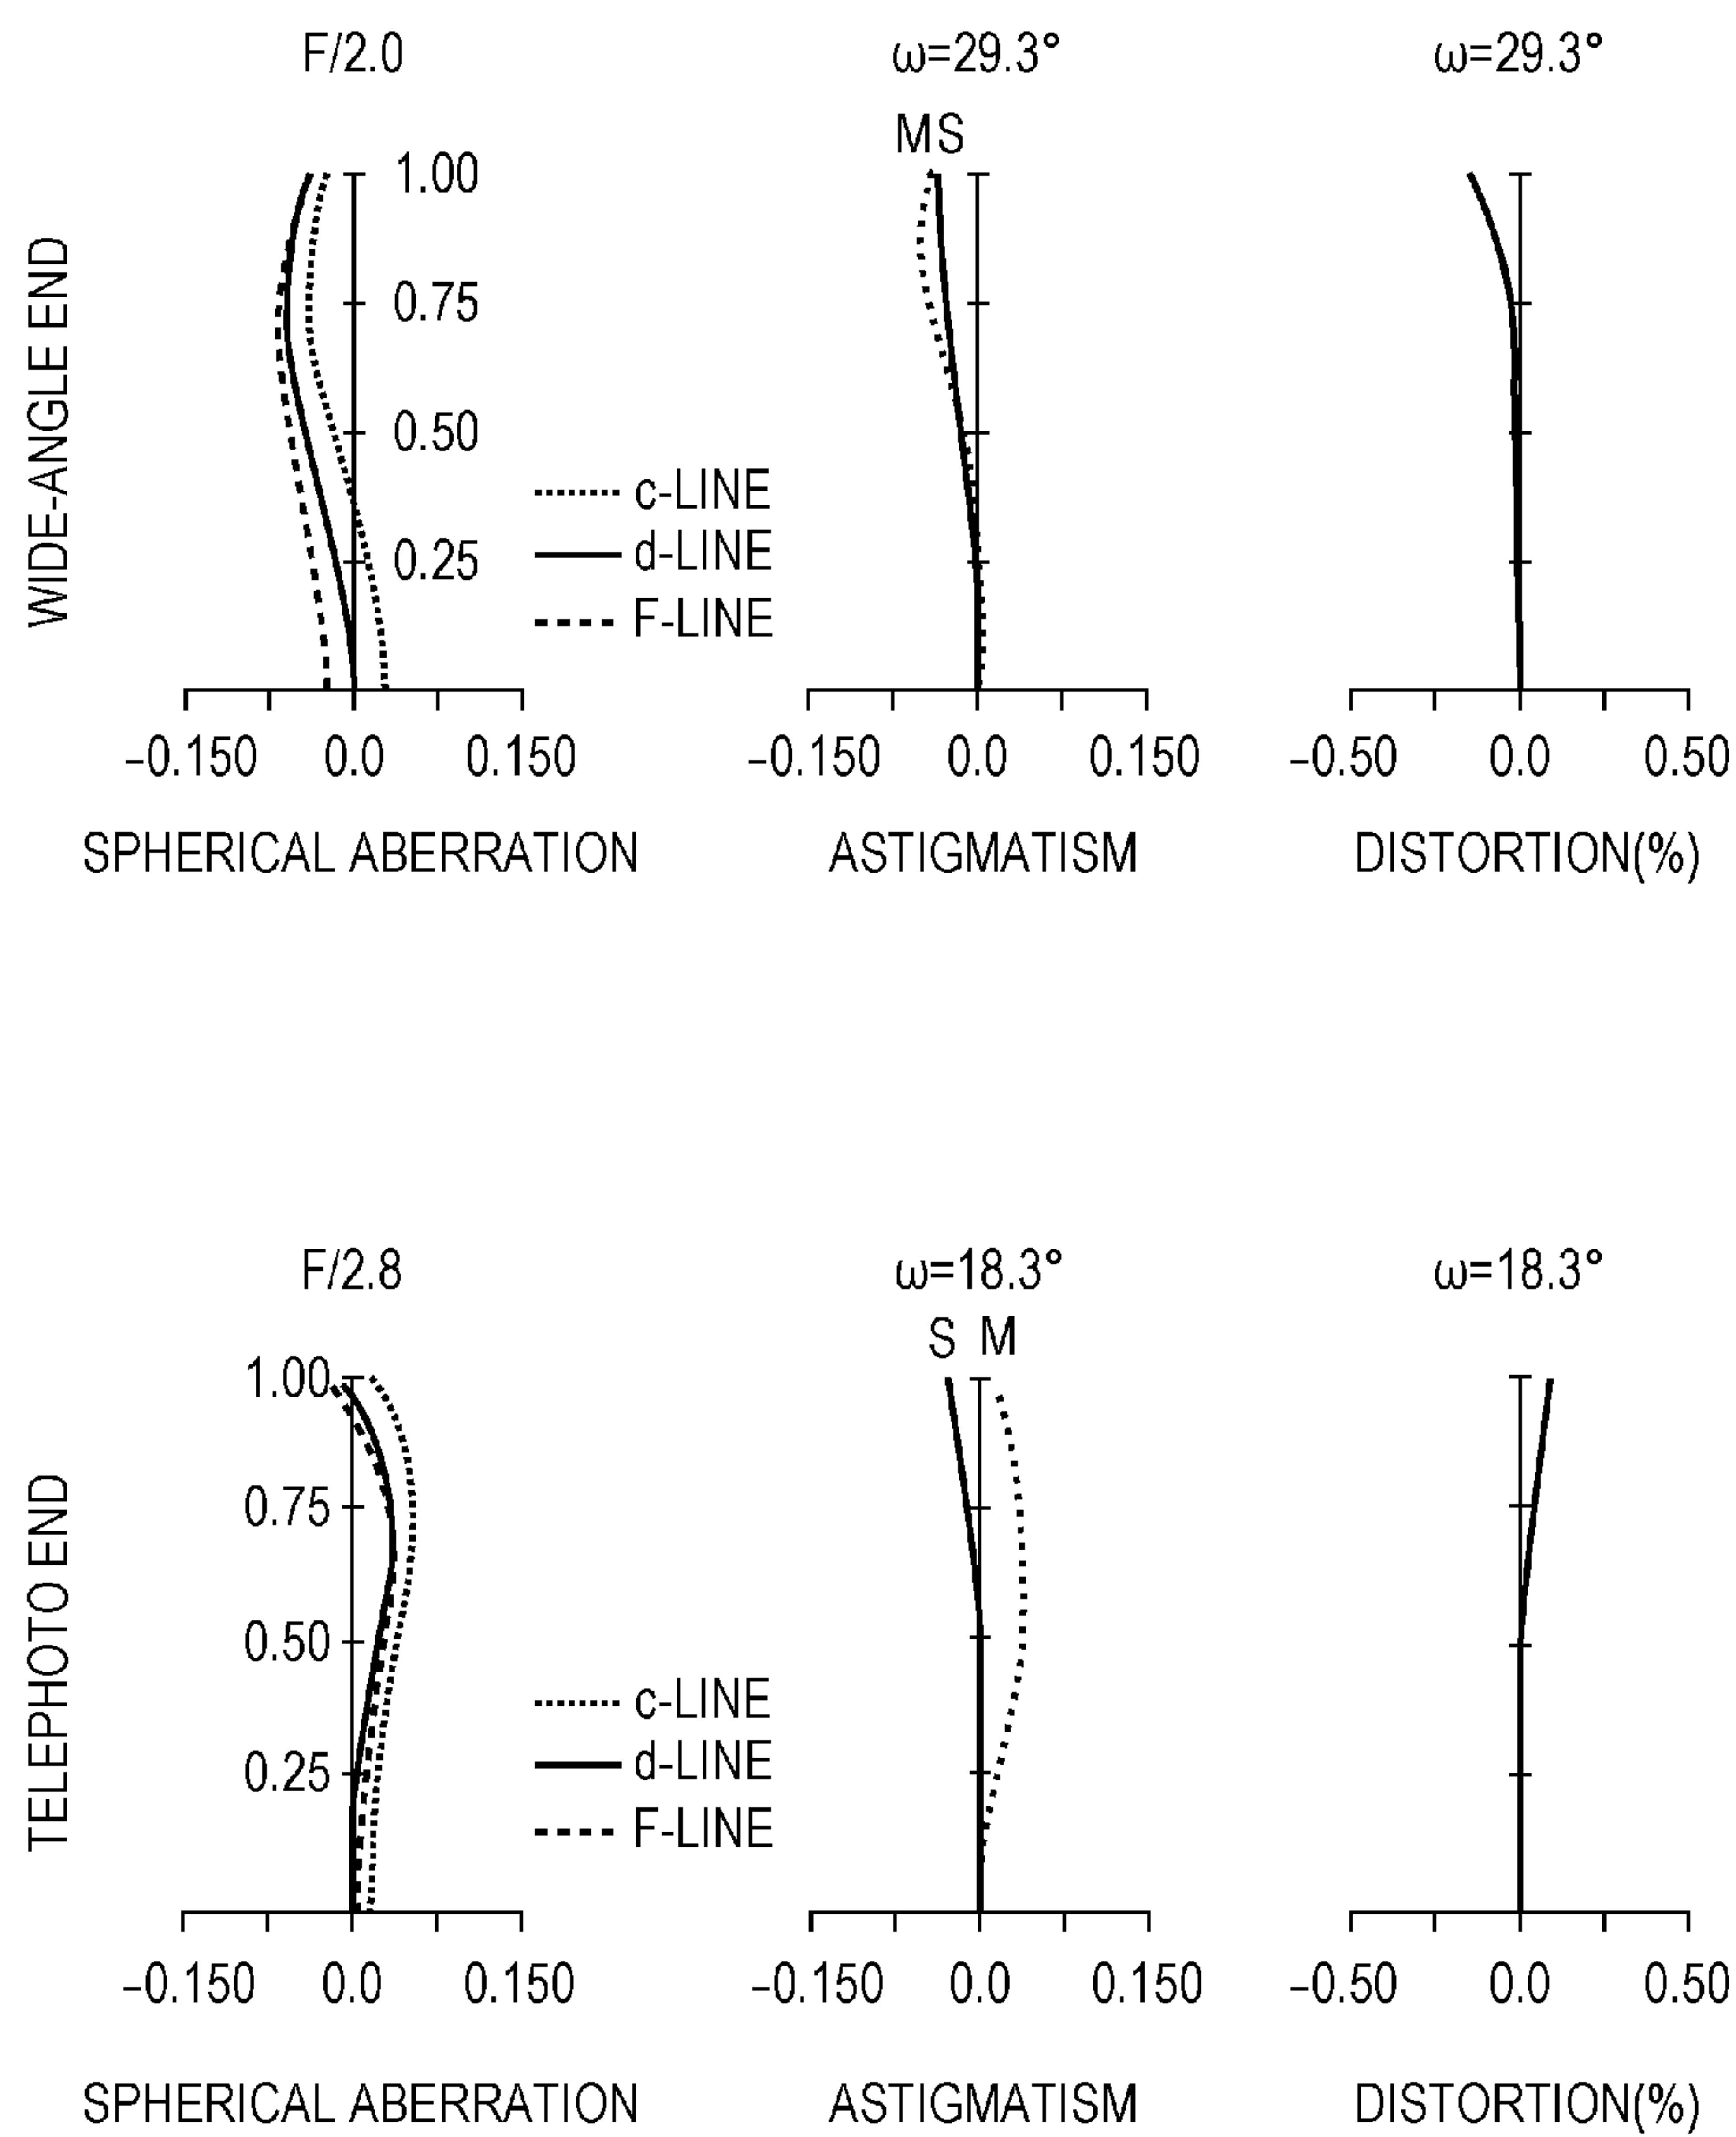 WIDE-ANGLE END
F/2.0
1.00
0.75
0.50
0.25
c-LINE
d-LINE
F-LINE
-0.150 0.0 0.150
SPHERICAL ABERRATION
ω=29.3°
MS
-0.150 0.0 0.150
ASTIGMATISM
ω=29.3°
-0.50 0.0 0.50
DISTORTION(%)
TELEPHOTO END
F/2.8
1.00
0.75
0.50
0.25
c-LINE
d-LINE
F-LINE
-0.150 0.0 0.150
SPHERICAL ABERRATION
ω=18.3°
S M
-0.150 0.0 0.150
ASTIGMATISM
ω=18.3°
-0.50 0.0 0.50
DISTORTION(%)